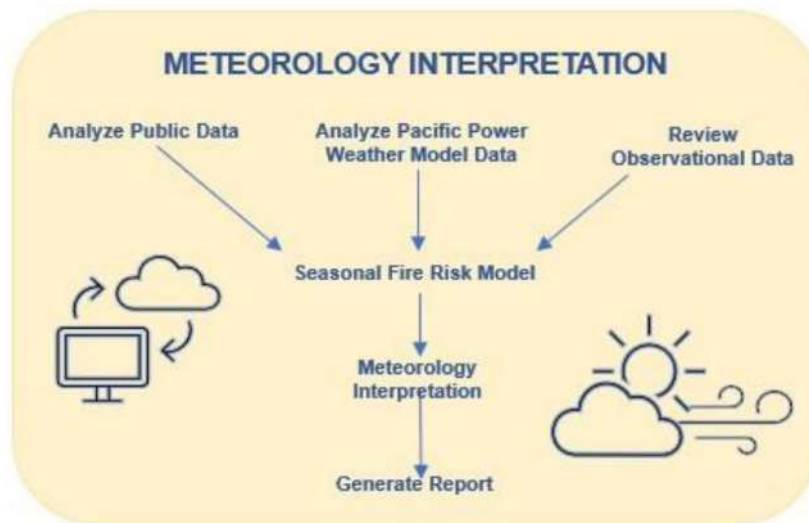 METEOROLOGY INTERPRETATION
Analyze Public Data
Analyze Pacific Power
Weather Model Data
Review
Observational Data
Seasonal Fire Risk Model
Meteorology
Interpretation
Generate Report